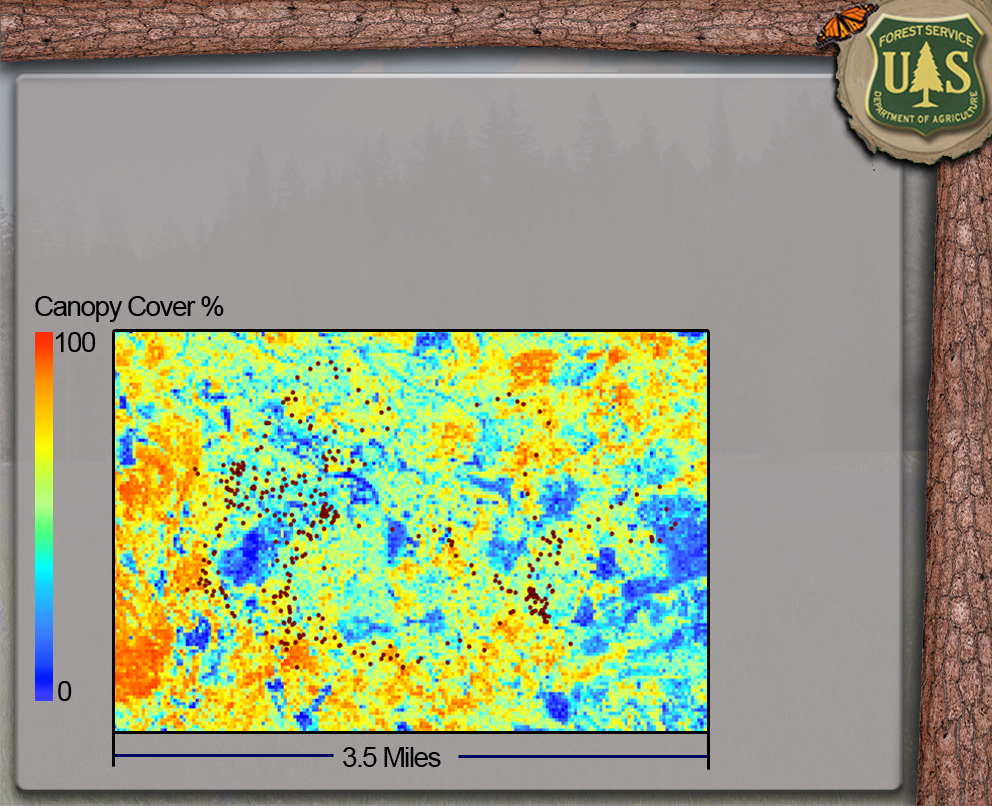 FOREST SERVICE
U S
DEPARTMENT OF AGRICULTURE
Canopy Cover %
100
0
3.5 Miles